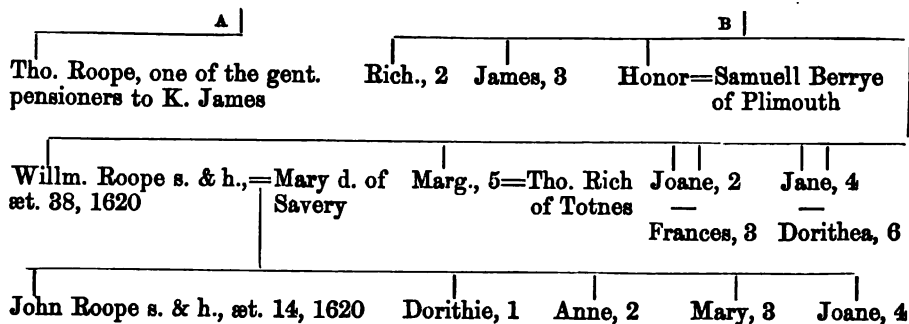 A B
Tho. Roope, one of the gent. Rich., 2 James, 3 Honor=Samuell Berrye
pensioners to K. James of Plimouth
Willm. Roope s. & h.,=Mary d. of Marg., 5=Tho. Rich Joane, 2 Jane, 4
æt. 38, 1620 Savery of Totnes — —
Frances, 3 Dorithea, 6
John Roope s. & h., æt. 14, 1620 Dorithie, 1 Anne, 2 Mary, 3 Joane, 4